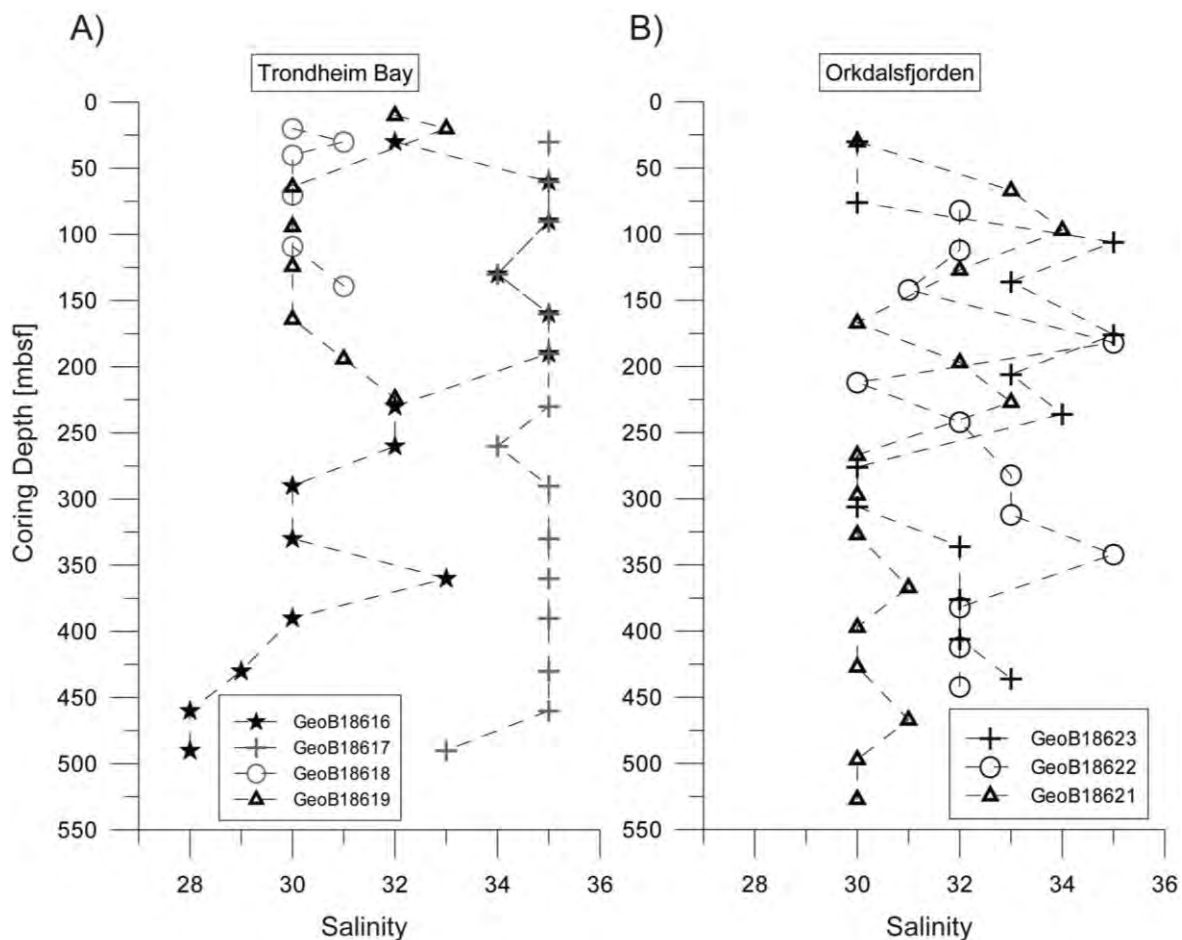 A)
Trondheim Bay
Coring Depth [mbsf]
0
50
100
150
200
250
300
350
400
450
500
550
28
30
32
34
36
Salinity
GeoB18616
GeoB18617
GeoB18618
GeoB18619
B)
Orkdalsfjorden
0
50
100
150
200
250
300
350
400
450
500
550
28
30
32
34
36
Salinity
GeoB18623
GeoB18622
GeoB18621